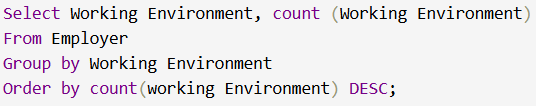 Select Working Environment, count (Working Environment)
From Employer
Group by Working Environment
Order by count(working Environment) DESC;